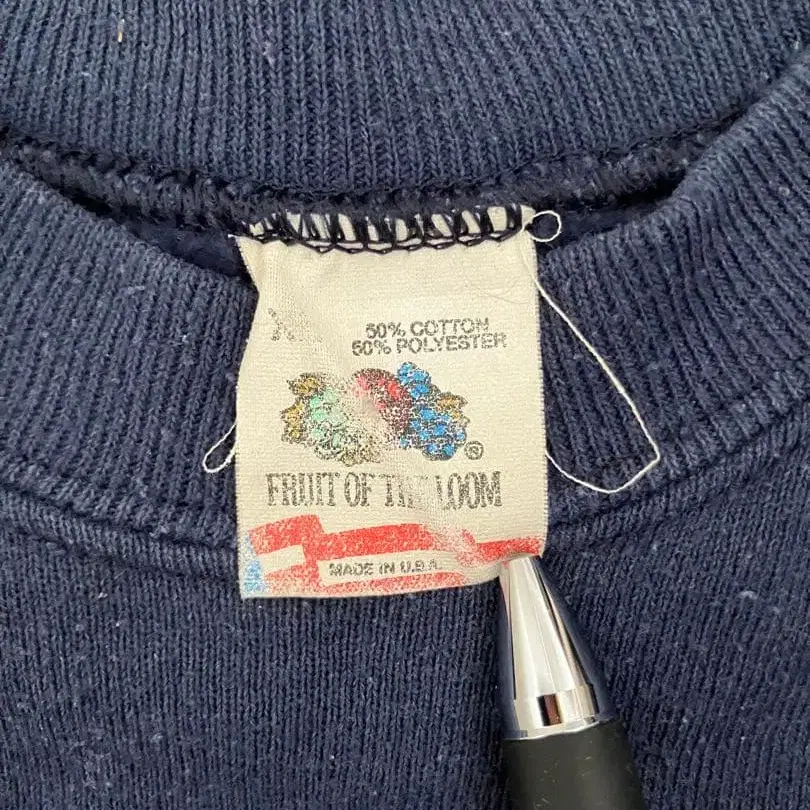 50% COTTON
50% POLYESTER
®
FRUIT OF THE LOOM
MADE IN U.S.A.